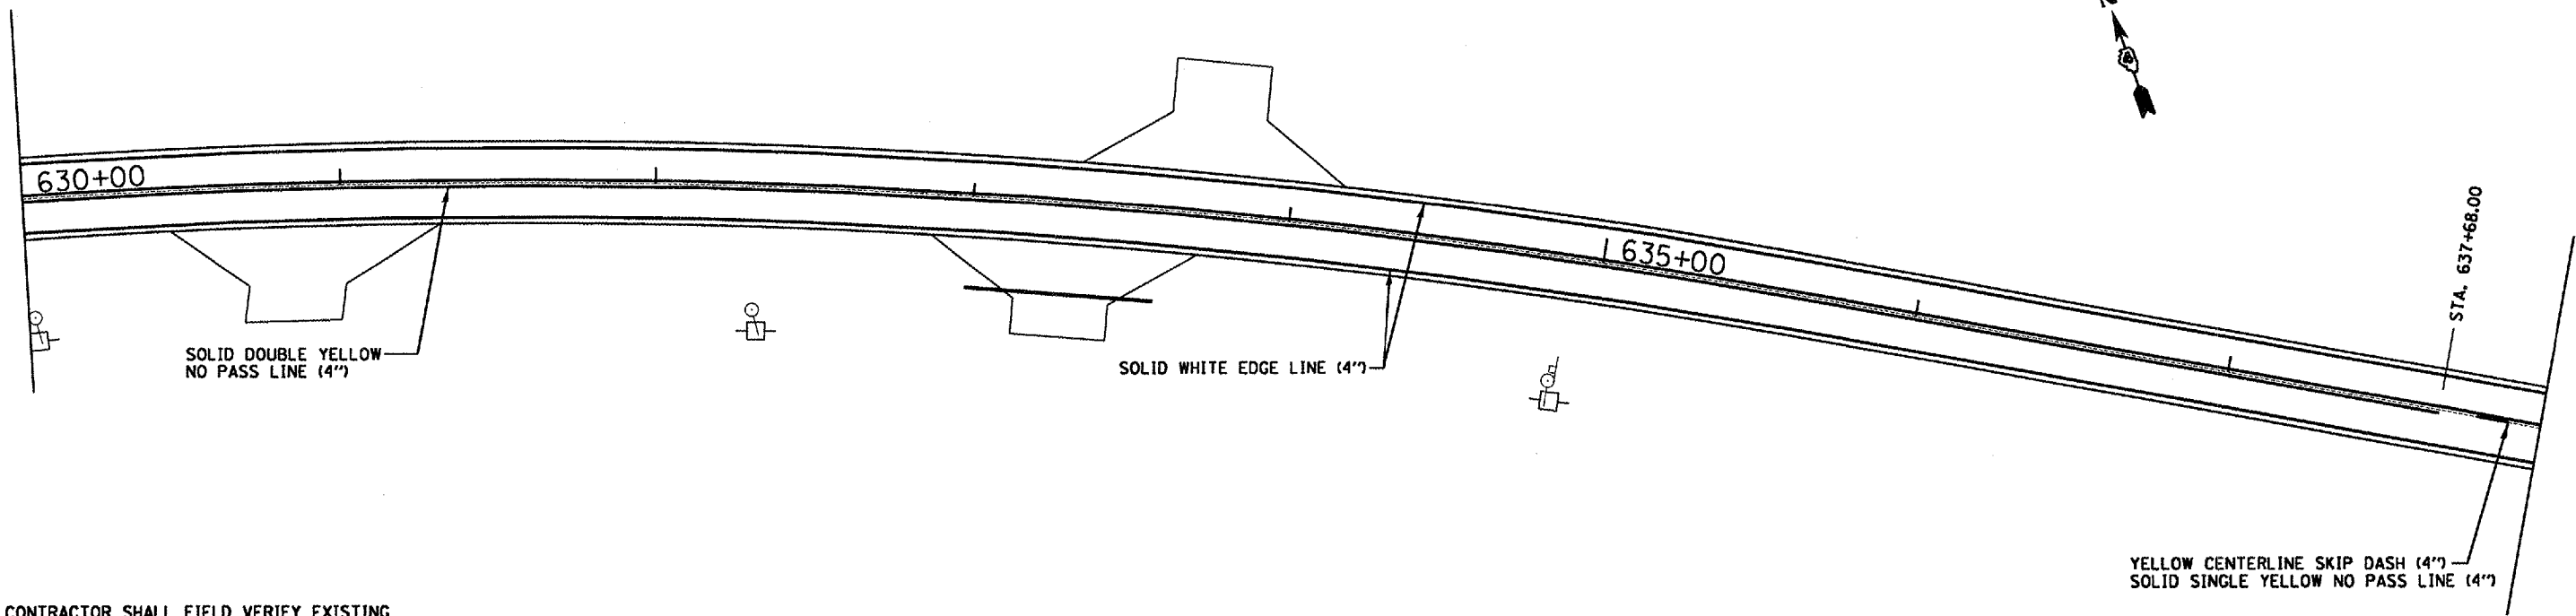 630+00
635+00
STA. 637+68.00
SOLID DOUBLE YELLOW
NO PASS LINE (4")
SOLID WHITE EDGE LINE (4")
YELLOW CENTERLINE SKIP DASH (4")
SOLID SINGLE YELLOW NO PASS LINE (4")
CONTRACTOR SHALL FIELD VERIFY EXISTING